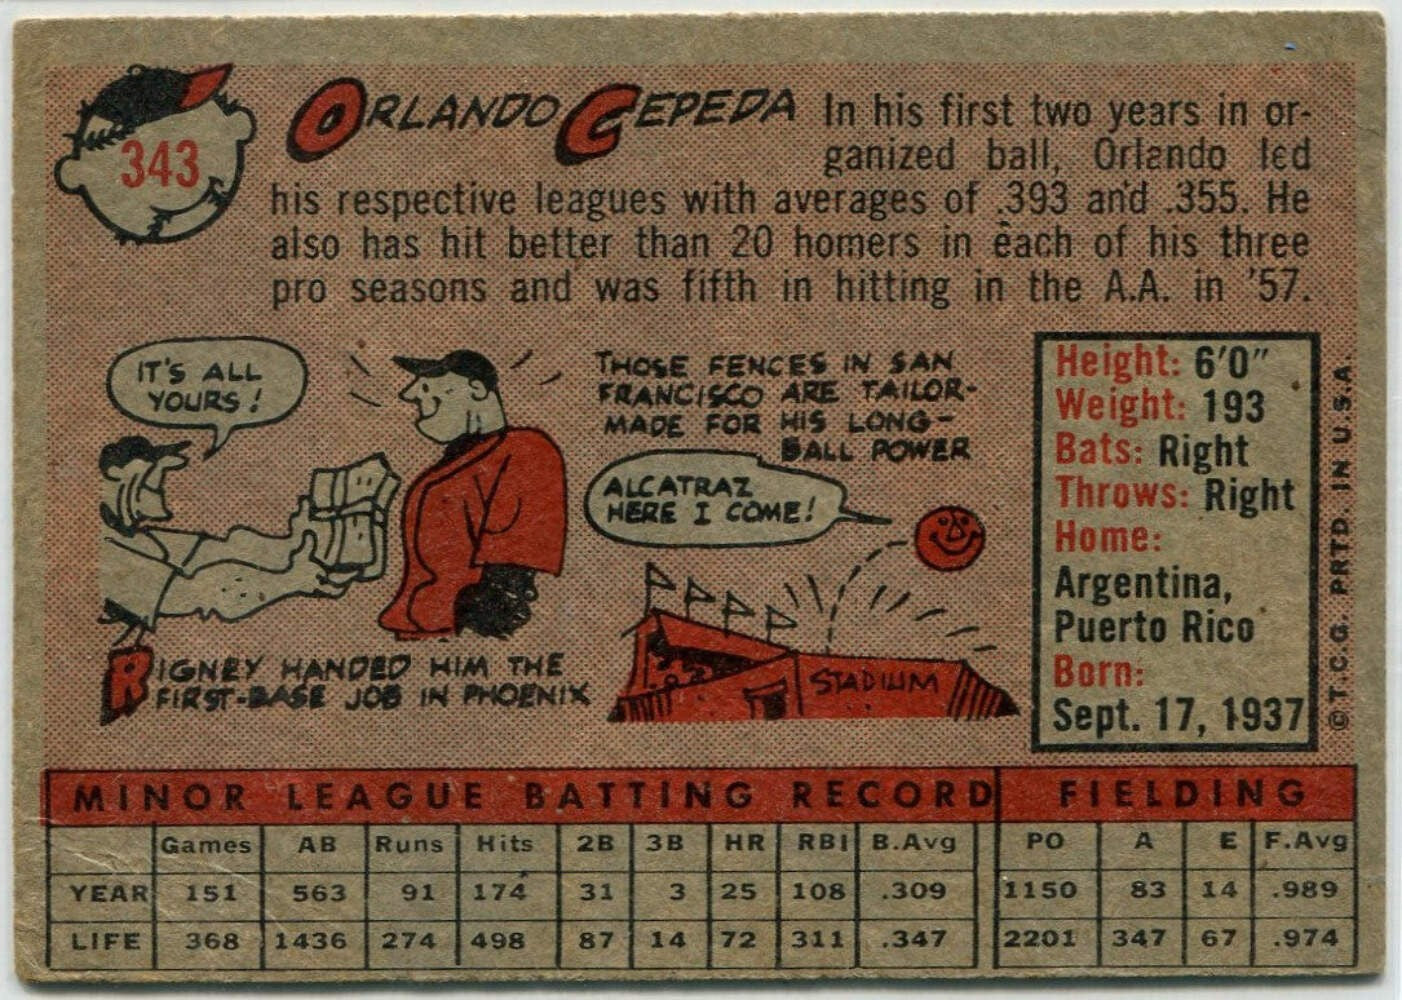 343
ORLANDO CEPEDA In his first two years in or-
ganized ball, Orlando led
his respective leagues with averages of .393 and .355. He
also has hit better than 20 homers in each of his three
pro seasons and was fifth in hitting in the A.A. in '57.
IT'S ALL
YOURS!
RIGNEY HANDED HIM THE
FIRST-BASE JOB IN PHOENIX
THOSE FENCES IN SAN
FRANCISCO ARE TAILOR-
MADE FOR HIS LONG-
BALL POWER
ALCATRAZ
HERE I COME!
STADIUM
Height: 6'0"
Weight: 193
Bats: Right
Throws: Right
Home:
Argentina,
Puerto Rico
Born:
Sept. 17, 1937
©T.C.G. PRTD. IN U.S.A.
MINOR LEAGUE BATTING RECORD FIELDING
Games AB Runs Hits 2B 3B HR RBI B.Avg PO A E F.Avg
YEAR 151 563 91 174 31 3 25 108 .309 1150 83 14 .989
LIFE 368 1436 274 498 87 14 72 311 .347 2201 347 67 .974